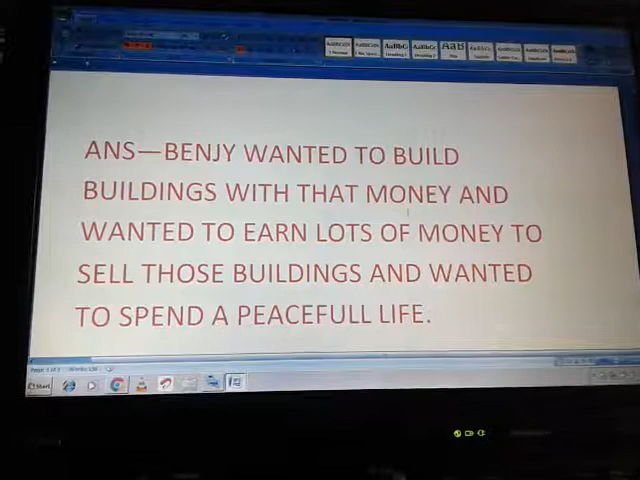 ANS—BENJY WANTED TO BUILD
BUILDINGS WITH THAT MONEY AND
WANTED TO EARN LOTS OF MONEY TO
SELL THOSE BUILDINGS AND WANTED
TO SPEND A PEACEFULL LIFE.
Start